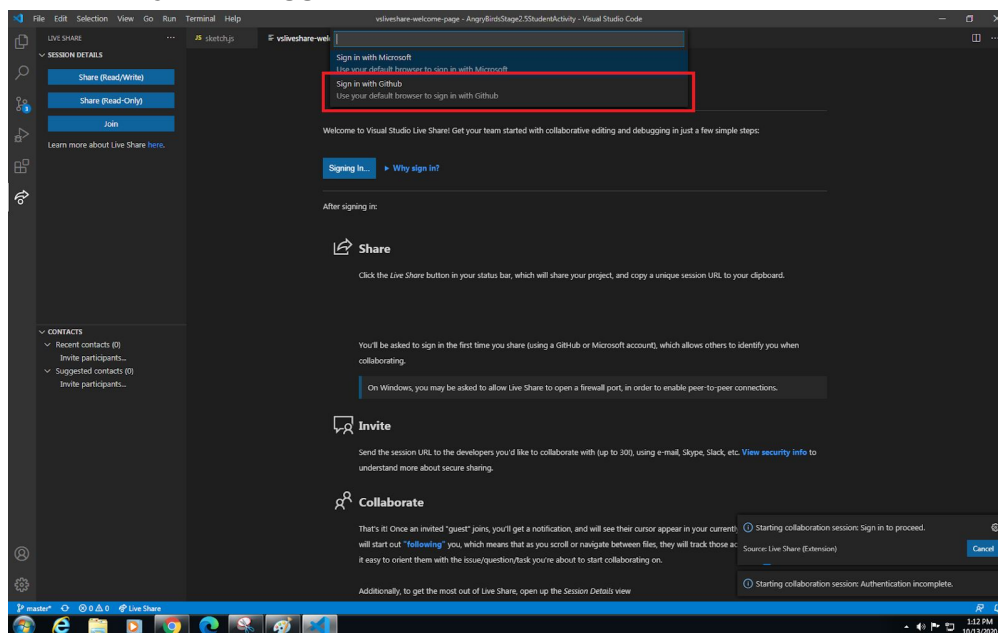 File Edit Selection View Go Run Terminal Help
vsliveshare-welcome-page - AngryBirdsStage2.5StudentActivity - Visual Studio Code
LIVE SHARE
JS sketch.js
vsliveshare-wel
SESSION DETAILS
Share (Read/Write)
Share (Read-Only)
Join
Learn more about Live Share here.
Sign in with Microsoft
Use your default browser to sign in with Microsoft
Sign in with Github
Use your default browser to sign in with Github
Welcome to Visual Studio Live Share! Get your team started with collaborative editing and debugging in just a few simple steps:
Signing In... Why sign in?
After signing in:
Share
Click the Live Share button in your status bar, which will share your project, and copy a unique session URL to your clipboard.
You'll be asked to sign in the first time you share (using a GitHub or Microsoft account), which allows others to identify you when
collaborating.
On Windows, you may be asked to allow Live Share to open a firewall port, in order to enable peer-to-peer connections.
CONTACTS
Recent contacts (0)
Invite participants...
Suggested contacts (0)
Invite participants...
Invite
Send the session URL to the developers you'd like to collaborate with (up to 30!), using e-mail, Skype, Slack, etc. View security info to
understand more about secure sharing.
Collaborate
That's it! Once an invited "guest" joins, you'll get a notification, and will see their cursor appear in your current
will start out "following" you, which means that as you scroll or navigate between files, they will track those ac
it easy to orient them with the issue/question/task you're about to start collaborating on.
Additionally, to get the most out of Live Share, open up the Session Details view
Starting collaboration session: Sign in to proceed.
Source: Live Share (Extension)
Cancel
Starting collaboration session: Authentication incomplete.
master* 0 0 Live Share
1:12 PM
10/13/2020